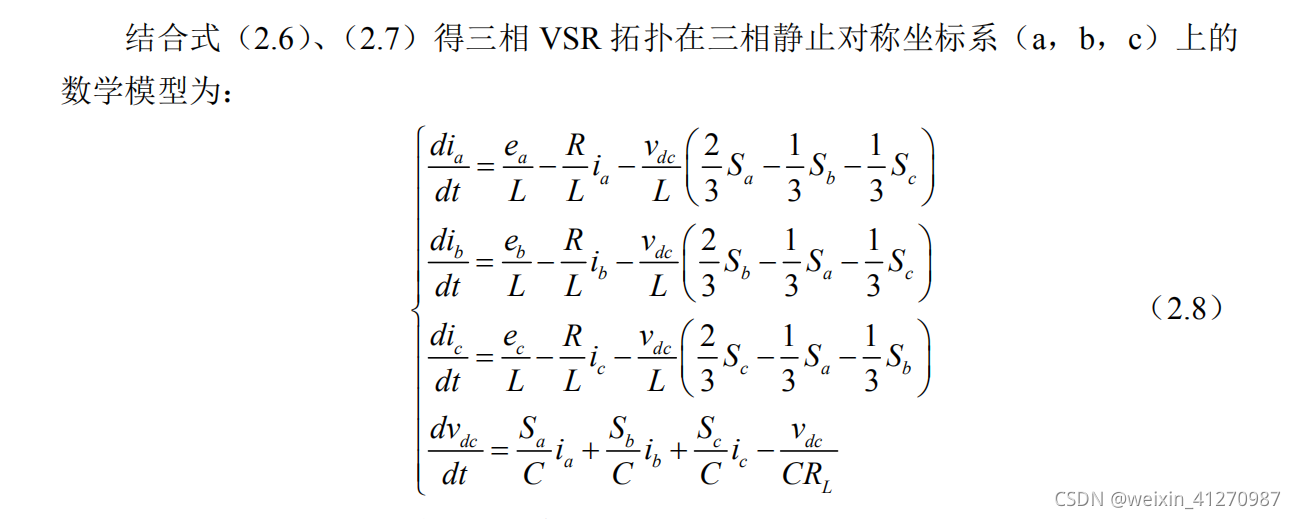 结合式（2.6）、（2.7）得三相 VSR 拓扑在三相静止对称坐标系（a，b，c）上的
数学模型为：
\frac{di_a}{dt} = \frac{e_a}{L} - \frac{R}{L} i_a - \frac{v_{dc}}{L} \left( \frac{2}{3} S_a - \frac{1}{3} S_b - \frac{1}{3} S_c \right)
\frac{di_b}{dt} = \frac{e_b}{L} - \frac{R}{L} i_b - \frac{v_{dc}}{L} \left( \frac{2}{3} S_b - \frac{1}{3} S_a - \frac{1}{3} S_c \right)
\frac{di_c}{dt} = \frac{e_c}{L} - \frac{R}{L} i_c - \frac{v_{dc}}{L} \left( \frac{2}{3} S_c - \frac{1}{3} S_a - \frac{1}{3} S_b \right)
\frac{dv_{dc}}{dt} = \frac{S_a}{C} i_a + \frac{S_b}{C} i_b + \frac{S_c}{C} i_c - \frac{v_{dc}}{CR_L}
（2.8）
CSDN @weixin_41270987